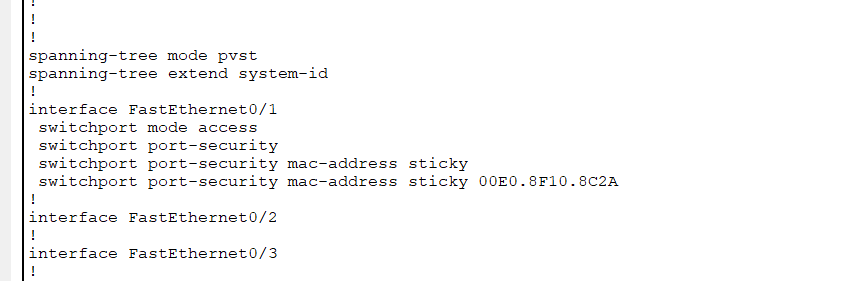 !
!
!
spanning-tree mode pvst
spanning-tree extend system-id
!
interface FastEthernet0/1
switchport mode access
switchport port-security
switchport port-security mac-address sticky
switchport port-security mac-address sticky 00E0.8F10.8C2A
!
interface FastEthernet0/2
!
interface FastEthernet0/3
!